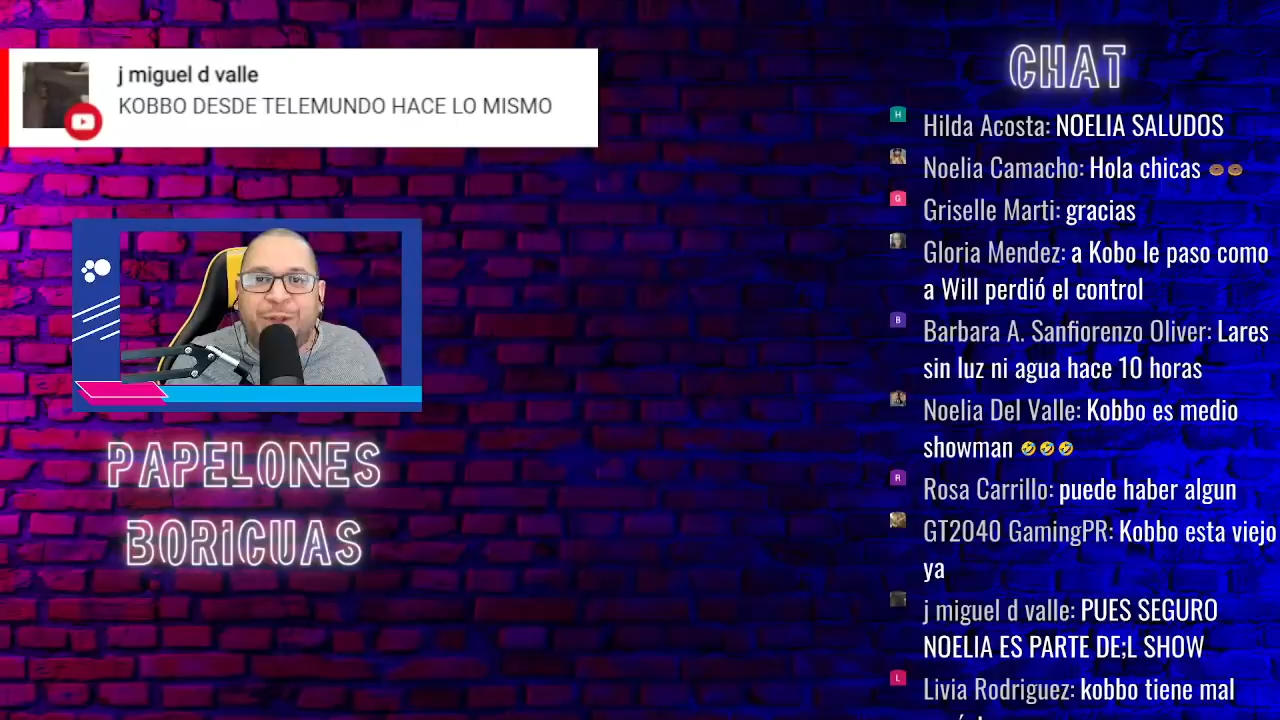 j miguel d valle
KOBBO DESDE TELEMUNDO HACE LO MISMO
PAPELONES
BORICUAS
CHAT
Hilda Acosta: NOELIA SALUDOS
Noelia Camacho: Hola chicas 🍩🍩
Griselle Marti: gracias
Gloria Mendez: a Kobo le paso como
a Will perdió el control
Barbara A. Sanfiorenzo Oliver: Lares
sin luz ni agua hace 10 horas
Noelia Del Valle: Kobbo es medio
showman 🤣🤣🤣
Rosa Carrillo: puede haber algun
GT2040 GamingPR: Kobbo esta viejo
ya
j miguel d valle: PUES SEGURO
NOELIA ES PARTE DE;L SHOW
Livia Rodriguez: kobbo tiene mal